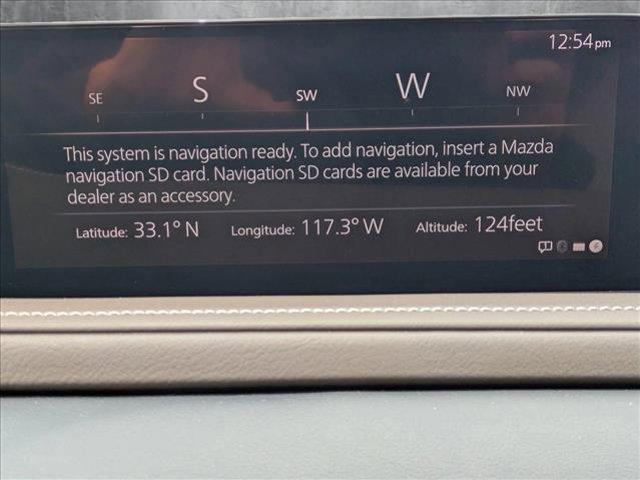 12:54pm
SE S SW W NW
This system is navigation ready. To add navigation, insert a Mazda
navigation SD card. Navigation SD cards are available from your
dealer as an accessory.
Latitude: 33.1° N Longitude: 117.3° W Altitude: 124feet